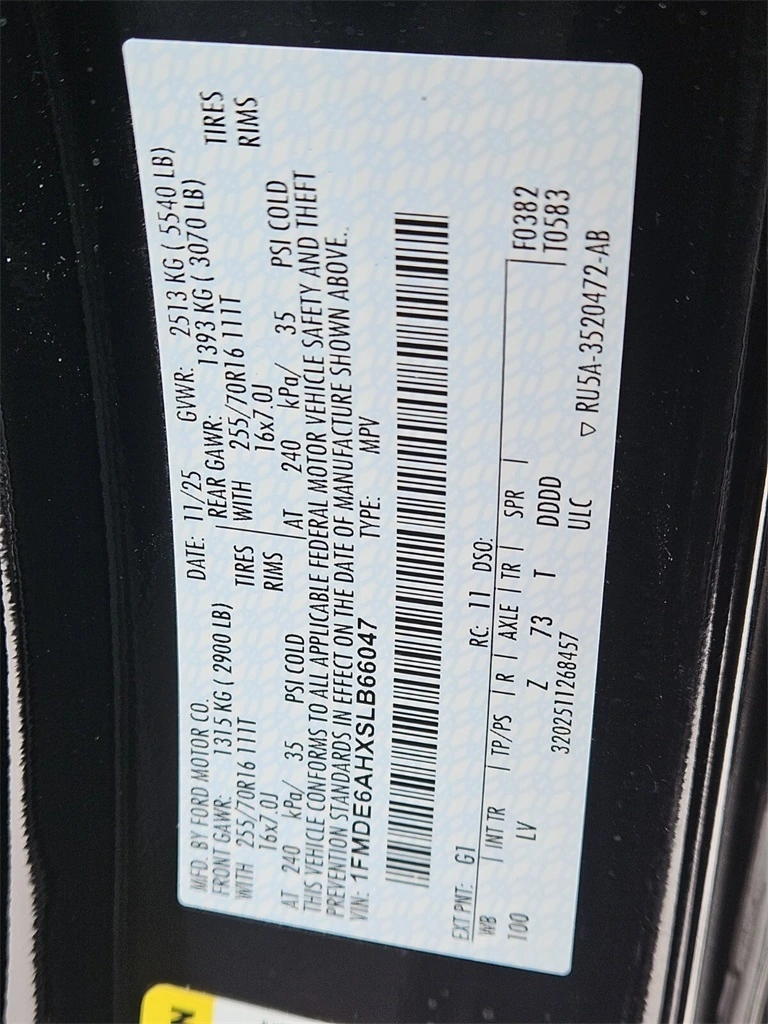 MFD. BY FORD MOTOR CO. DATE: 11/25 GVWR: 2513 KG ( 5540 LB)
FRONT GAWR: 1315 KG ( 2900 LB) REAR GAWR: 1393 KG ( 3070 LB)
WITH 255/70R16 111T TIRES WITH 255/70R16 111T TIRES
16x7.0J RIMS 16x7.0J RIMS
AT 240 kPa/ 35 PSI COLD AT 240 kPa/ 35 PSI COLD
THIS VEHICLE CONFORMS TO ALL APPLICABLE FEDERAL MOTOR VEHICLE SAFETY AND THEFT
PREVENTION STANDARDS IN EFFECT ON THE DATE OF MANUFACTURE SHOWN ABOVE.
VIN: 1FMDE6AHXSLB66047 TYPE: MPV
EXT PNT: G1 RC: 11 DSO:
WB INT TR TP/PS R AXLE TR SPR F0382
100 LV Z 73 T DDDD T0583
3202511268457 ULC ▽ RU5A-3520472-AB